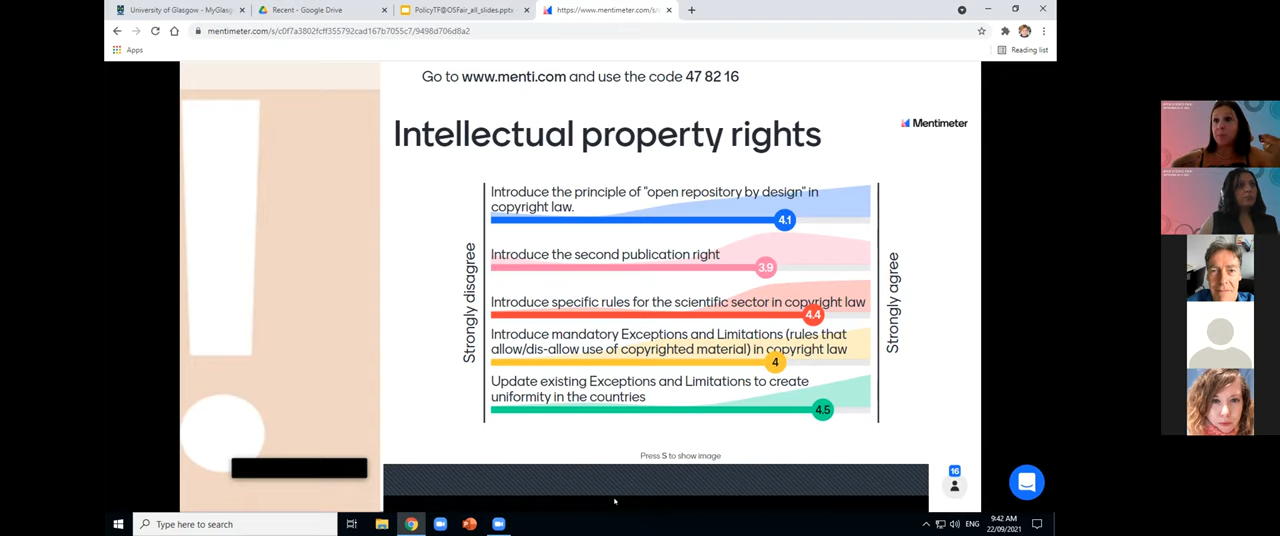 University of Glasgow - MyGlasg
Recent - Google Drive
PolicyTF@OSFair_all_slides.pptx
https://www.mentimeter.com/s/
mentimeter.com/s/c0f7a3802fcff355792cad167b7055c7/9498d706d8a2
Apps
Reading list
Go to www.menti.com and use the code 47 82 16
Intellectual property rights
Mentimeter
Strongly disagree
Introduce the principle of "open repository by design" in
copyright law.
4.1
Introduce the second publication right
3.9
Introduce specific rules for the scientific sector in copyright law
4.4
Introduce mandatory Exceptions and Limitations (rules that
allow/dis-allow use of copyrighted material) in copyright law
4
Update existing Exceptions and Limitations to create
uniformity in the countries
4.5
Strongly agree
Press S to show image
16
Type here to search
ENG
9:42 AM
22/09/2021